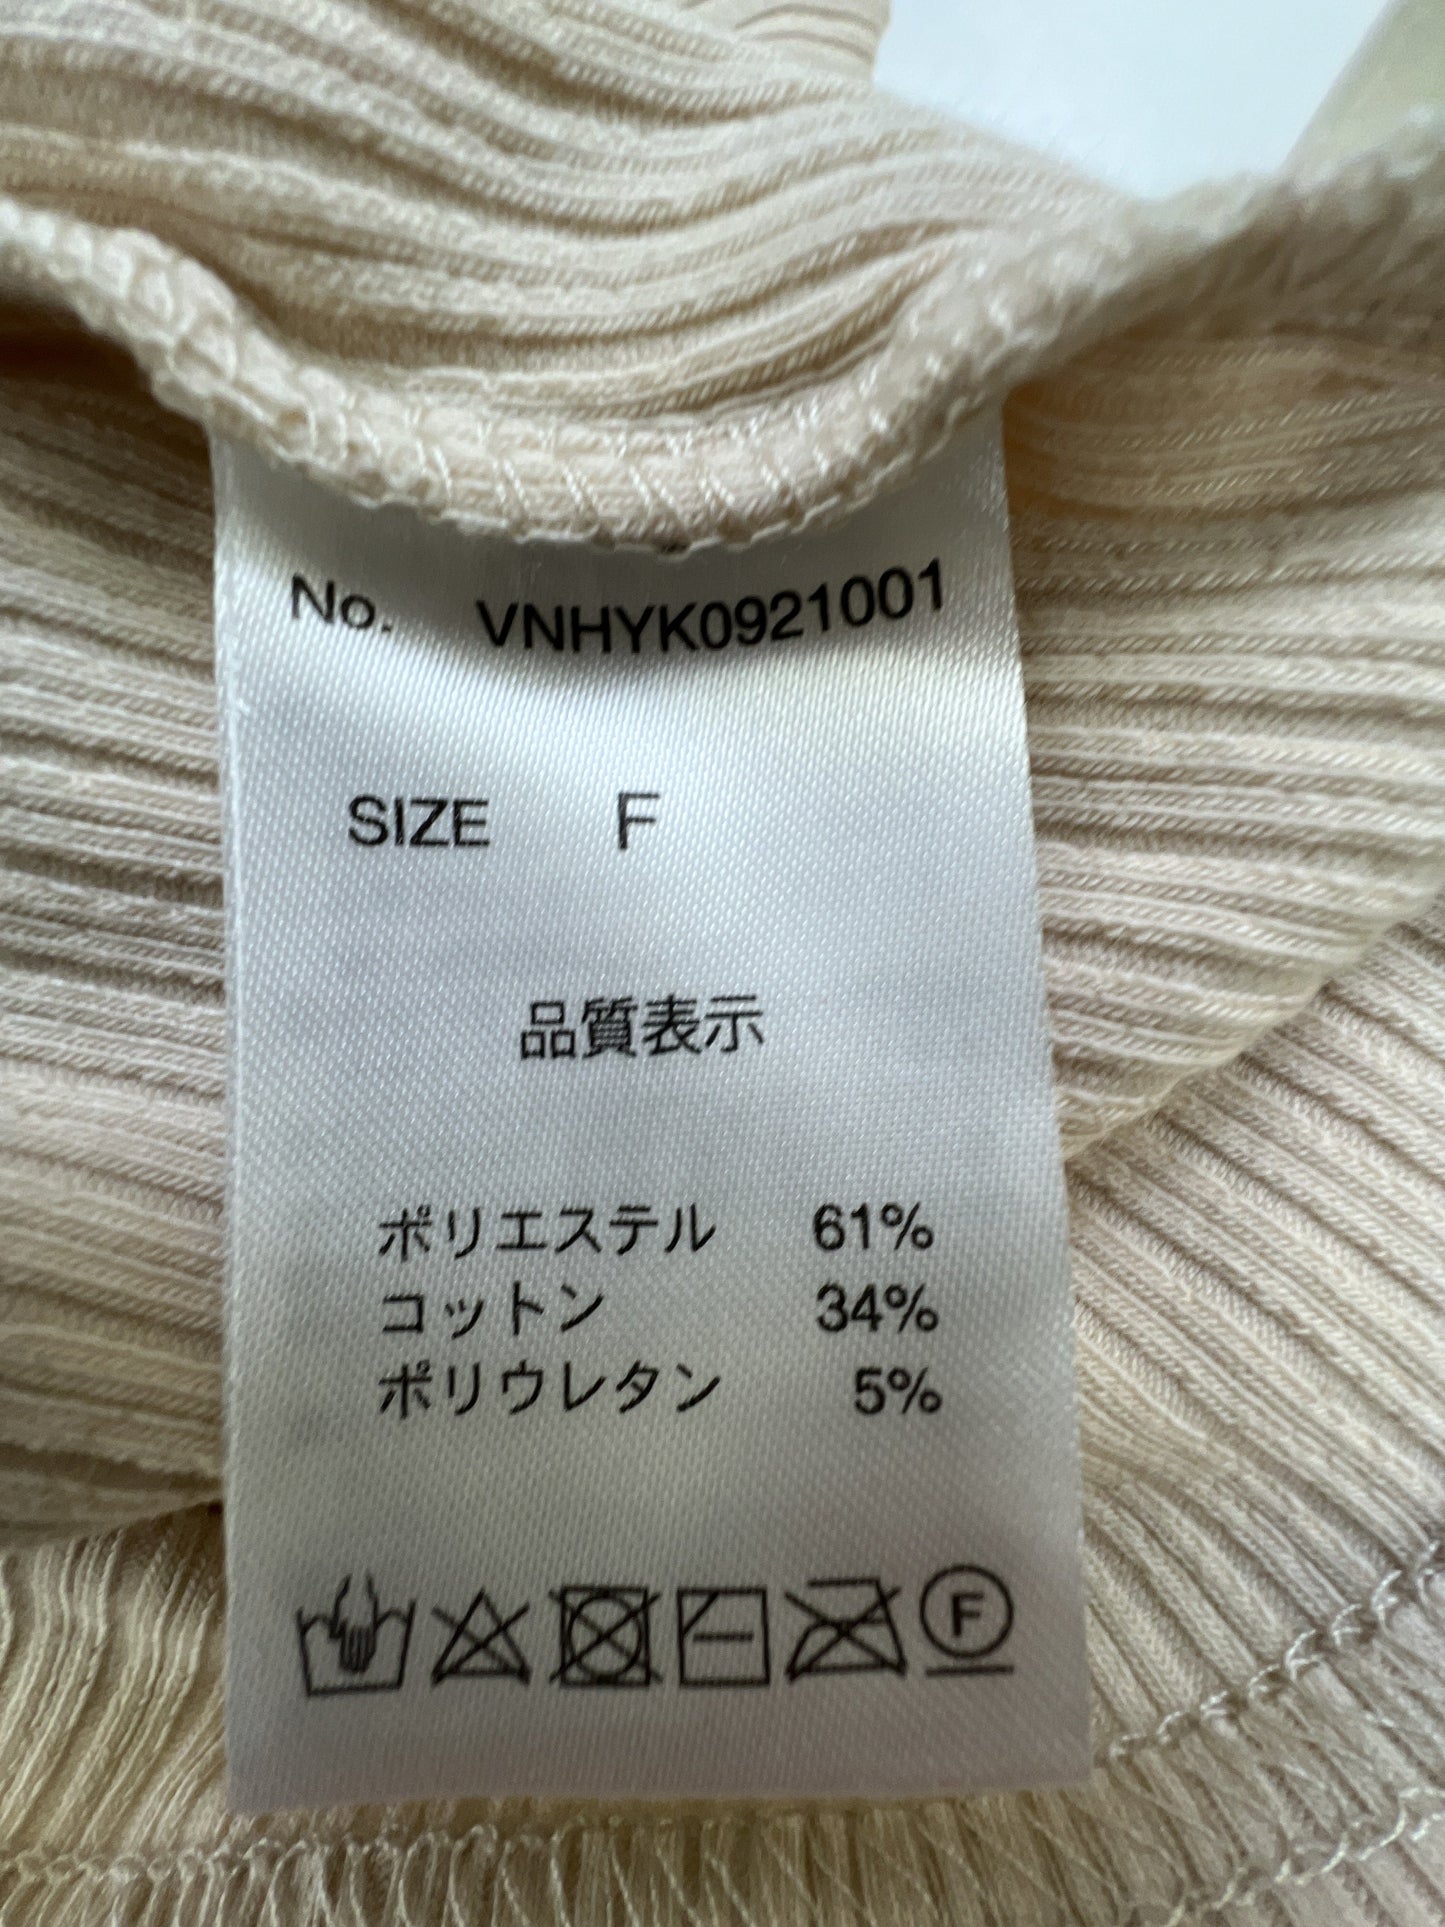 No. VNHYK0921001
SIZE F
品質表示
ポリエステル 61%
コットン 34%
ポリウレタン 5%
F